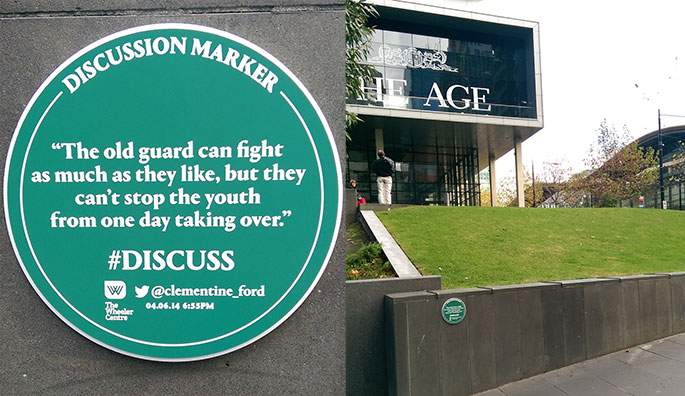 DISCUSSION MARKER
“The old guard can fight
as much as they like, but they
can’t stop the youth
from one day taking over.”
#DISCUSS
W
@clementine_ford
The
Wheeler
Centre
04.06.14 6:55PM
HE AGE